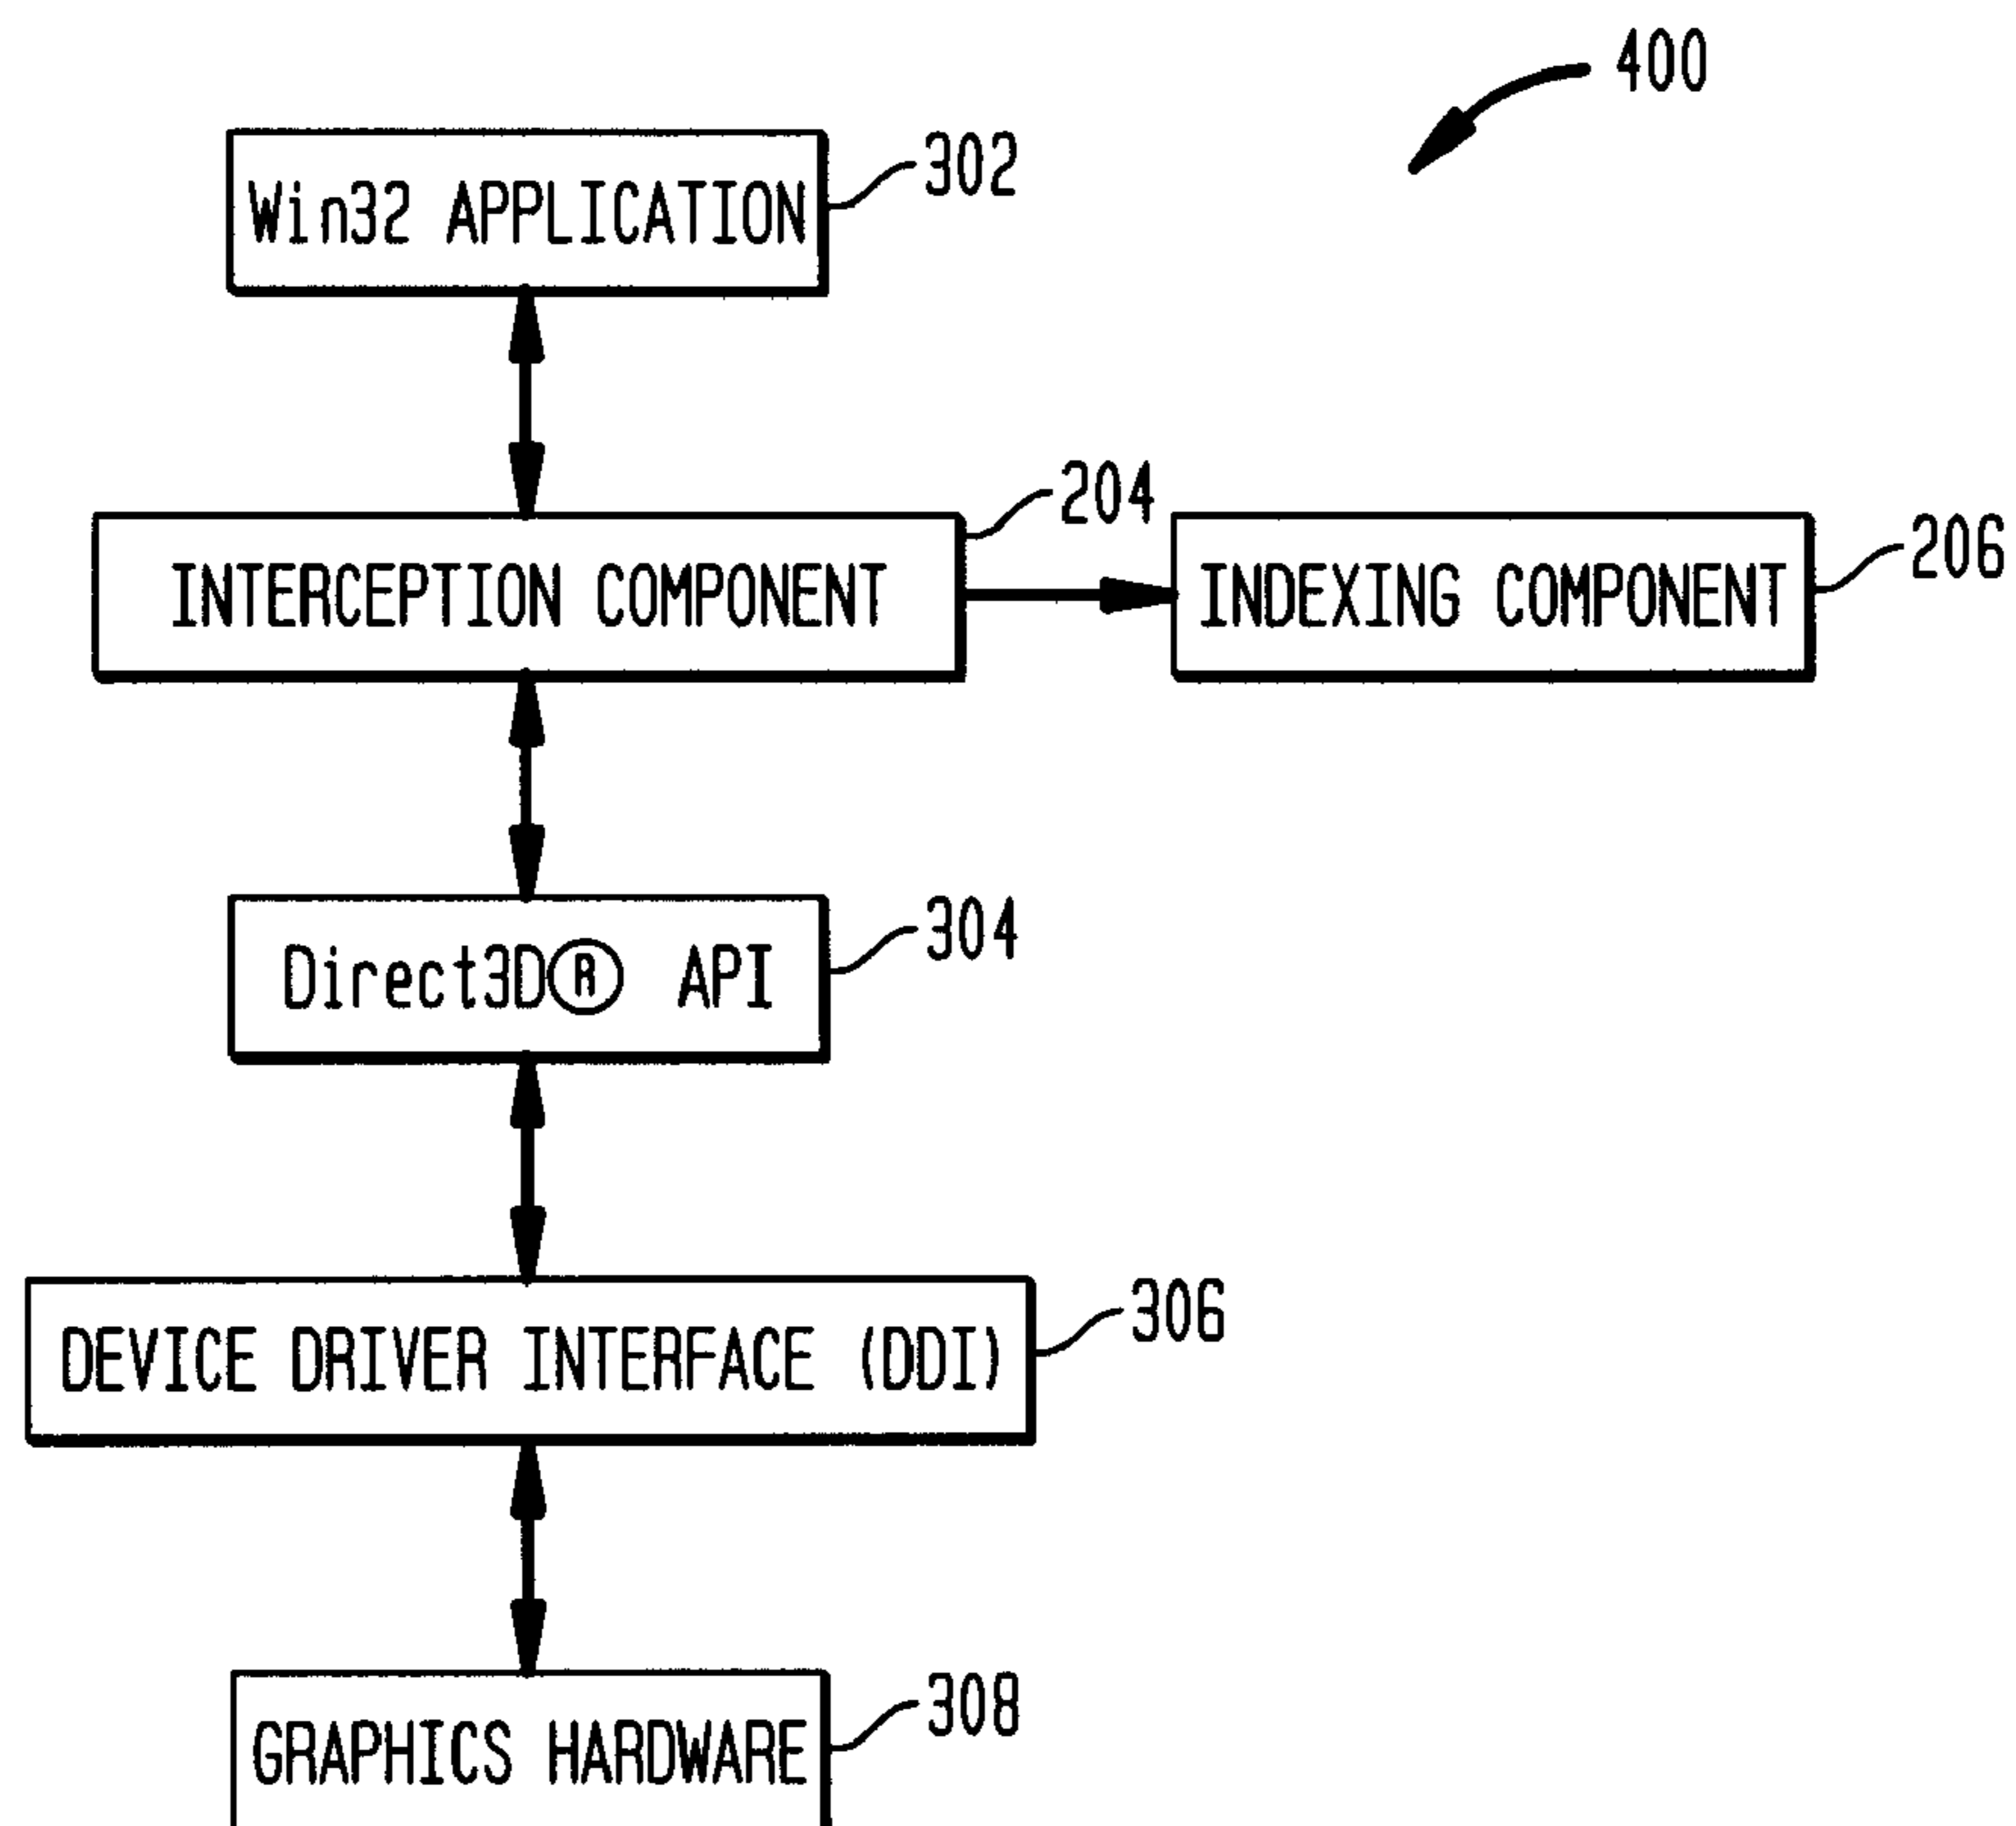 400
302
Win32 APPLICATION
204
206
INTERCEPTION COMPONENT
INDEXING COMPONENT
304
Direct3D® API
306
DEVICE DRIVER INTERFACE (DDI)
308
GRAPHICS HARDWARE